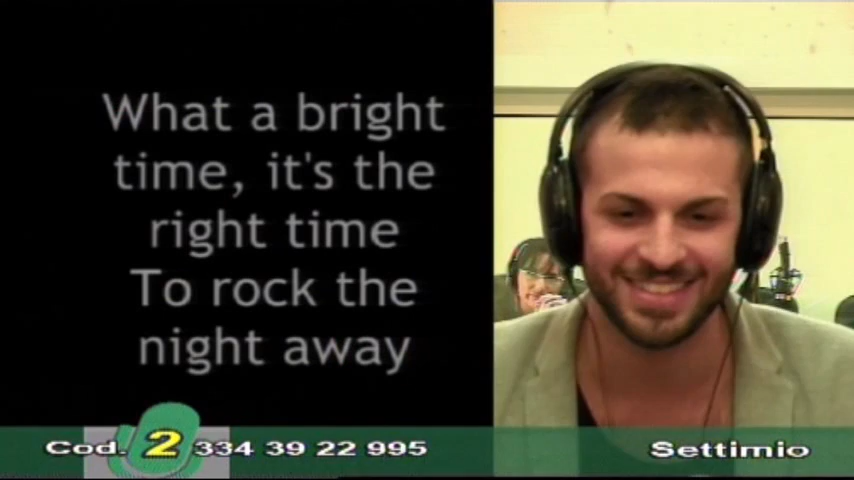 What a bright
time, it's the
right time
To rock the
night away
Cod. 2 334 39 22 995
Settimio